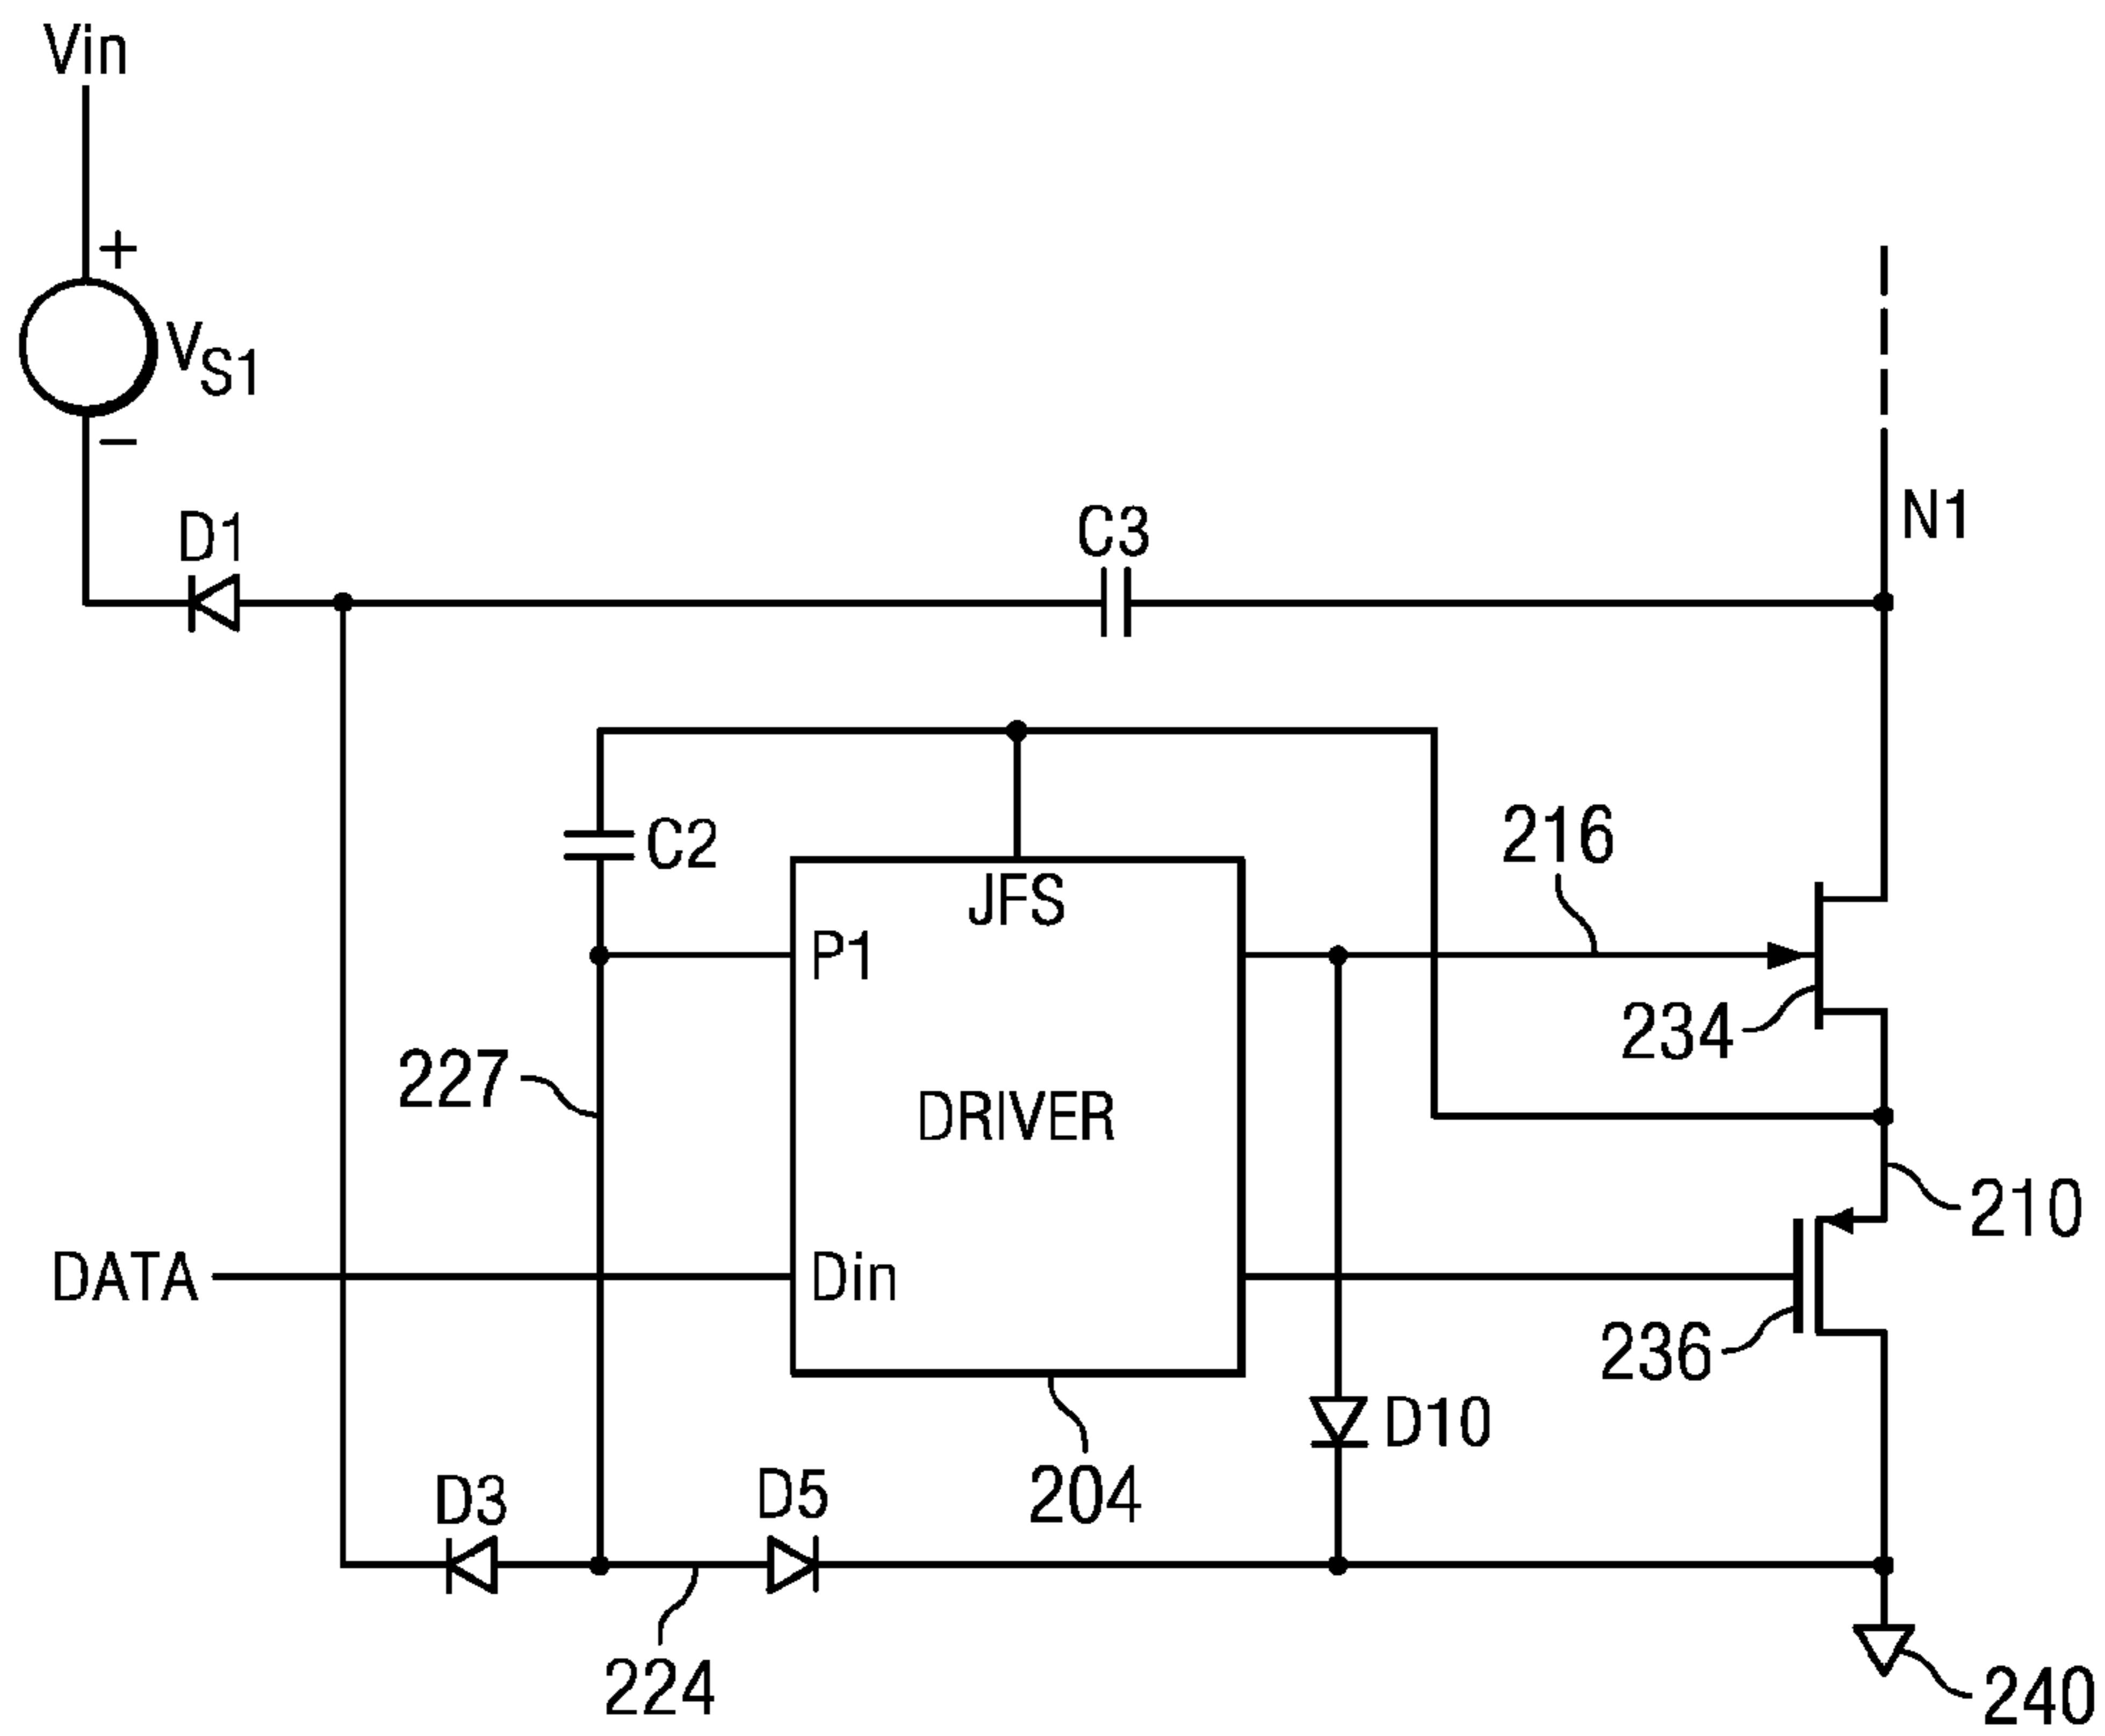 Vin
+
VS1
−
D1
C3
N1
C2
JFS
216
P1
234
227
DRIVER
210
DATA
Din
236
D10
D3
D5
204
224
240